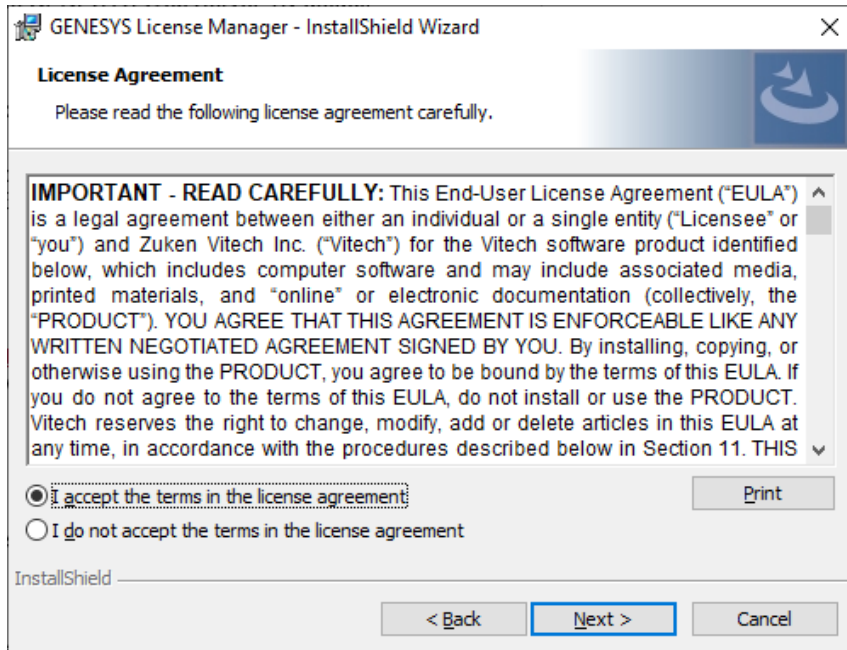 GENESYS License Manager - InstallShield Wizard
License Agreement
Please read the following license agreement carefully.
IMPORTANT - READ CAREFULLY: This End-User License Agreement (“EULA”)
is a legal agreement between either an individual or a single entity (“Licensee” or
“you”) and Zuken Vitech Inc. (“Vitech”) for the Vitech software product identified
below, which includes computer software and may include associated media,
printed materials, and “online” or electronic documentation (collectively, the
“PRODUCT”). YOU AGREE THAT THIS AGREEMENT IS ENFORCEABLE LIKE ANY
WRITTEN NEGOTIATED AGREEMENT SIGNED BY YOU. By installing, copying, or
otherwise using the PRODUCT, you agree to be bound by the terms of this EULA. If
you do not agree to the terms of this EULA, do not install or use the PRODUCT.
Vitech reserves the right to change, modify, add or delete articles in this EULA at
any time, in accordance with the procedures described below in Section 11. THIS
I accept the terms in the license agreement
Print
I do not accept the terms in the license agreement
InstallShield
< Back
Next >
Cancel